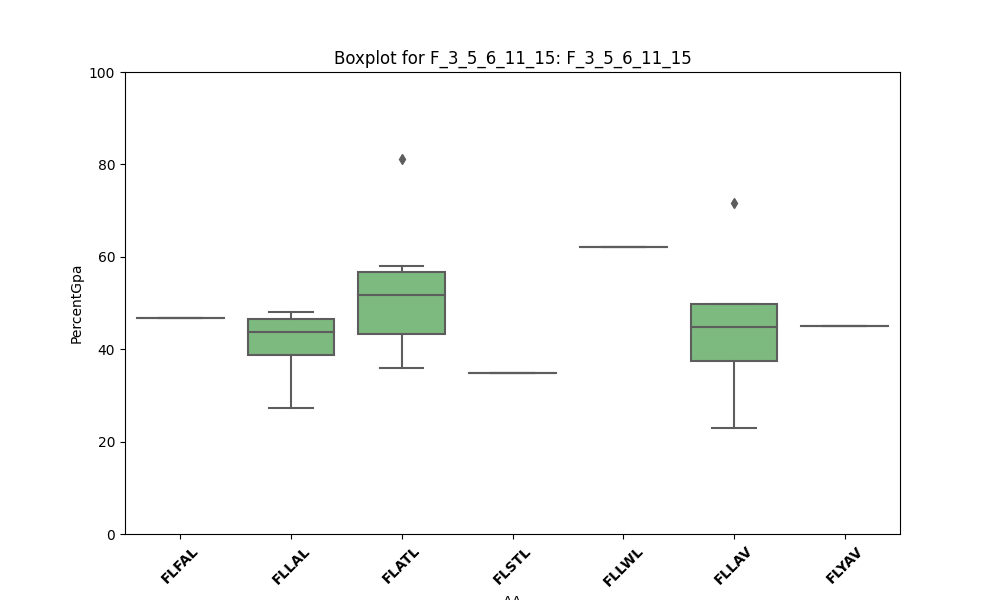 Boxplot for F_3_5_6_11_15: F_3_5_6_11_15
PercentGpa
100
80
60
40
20
0
FLFAL
FLLAL
FLATL
FLSTL
FLLWL
FLLAV
FLYAV